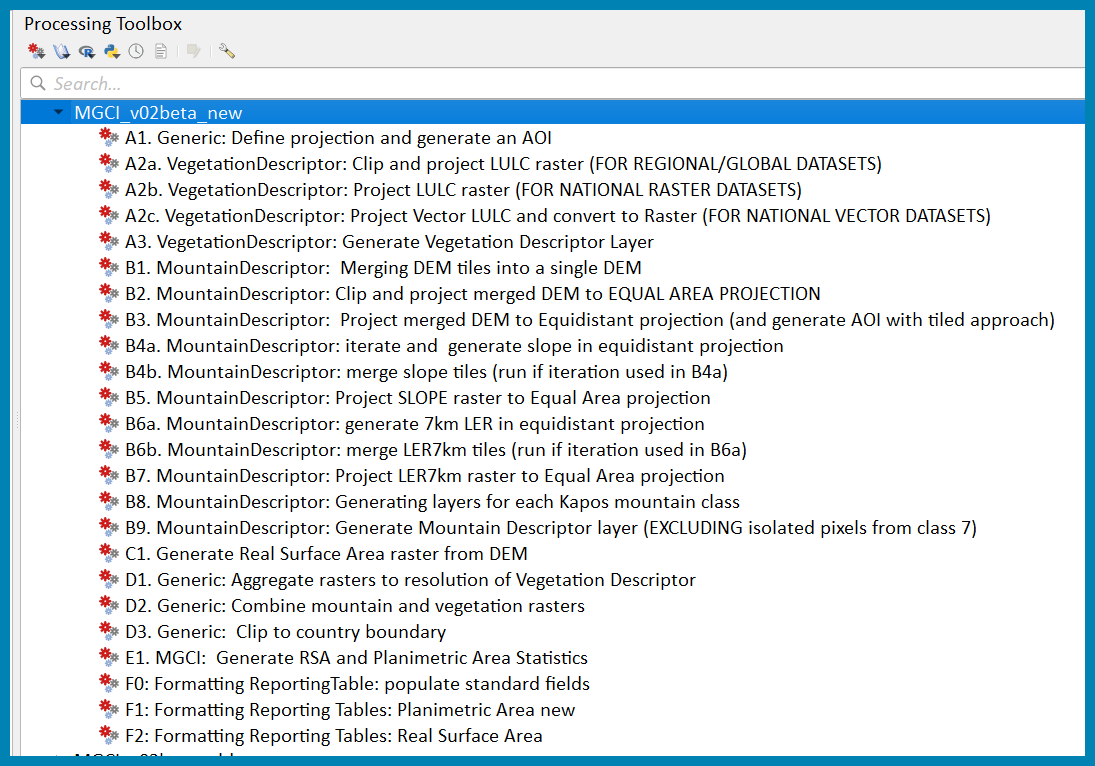 Processing Toolbox
Search...
MGCI_v02beta_new
A1. Generic: Define projection and generate an AOI
A2a. VegetationDescriptor: Clip and project LULC raster (FOR REGIONAL/GLOBAL DATASETS)
A2b. VegetationDescriptor: Project LULC raster (FOR NATIONAL RASTER DATASETS)
A2c. VegetationDescriptor: Project Vector LULC and convert to Raster (FOR NATIONAL VECTOR DATASETS)
A3. VegetationDescriptor: Generate Vegetation Descriptor Layer
B1. MountainDescriptor:  Merging DEM tiles into a single DEM
B2. MountainDescriptor: Clip and project merged DEM to EQUAL AREA PROJECTION
B3. MountainDescriptor:  Project merged DEM to Equidistant projection (and generate AOI with tiled approach)
B4a. MountainDescriptor: iterate and  generate slope in equidistant projection
B4b. MountainDescriptor: merge slope tiles (run if iteration used in B4a)
B5. MountainDescriptor: Project SLOPE raster to Equal Area projection
B6a. MountainDescriptor: generate 7km LER in equidistant projection
B6b. MountainDescriptor: merge LER7km tiles (run if iteration used in B6a)
B7. MountainDescriptor: Project LER7km raster to Equal Area projection
B8. MountainDescriptor: Generating layers for each Kapos mountain class
B9. MountainDescriptor: Generate Mountain Descriptor layer (EXCLUDING isolated pixels from class 7)
C1. Generate Real Surface Area raster from DEM
D1. Generic: Aggregate rasters to resolution of Vegetation Descriptor
D2. Generic: Combine mountain and vegetation rasters
D3. Generic:  Clip to country boundary
E1. MGCI:  Generate RSA and Planimetric Area Statistics
F0: Formatting ReportingTable: populate standard fields
F1: Formatting Reporting Tables: Planimetric Area new
F2: Formatting Reporting Tables: Real Surface Area